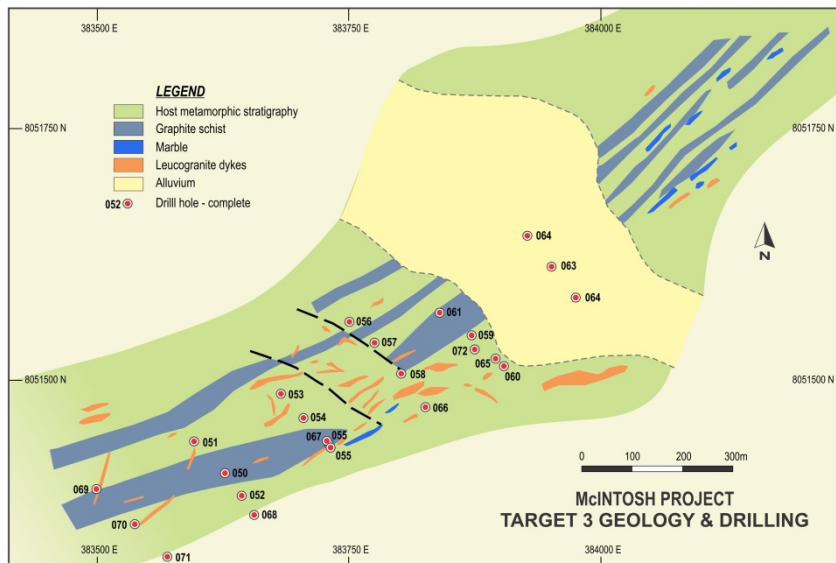 383500 E
383750 E
384000 E
LEGEND
Host metamorphic stratigraphy
Graphite schist
Marble
Leucogranite dykes
Alluvium
052 Drilll hole - complete
8051750 N
8051750 N
064
063
064
N
056
061
057
059
072
065
060
058
8051500 N
8051500 N
053
066
054
051
067
055
055
050
069
052
068
070
071
0 100 200 300m
McINTOSH PROJECT
TARGET 3 GEOLOGY & DRILLING
383500 E
383750 E
384000 E